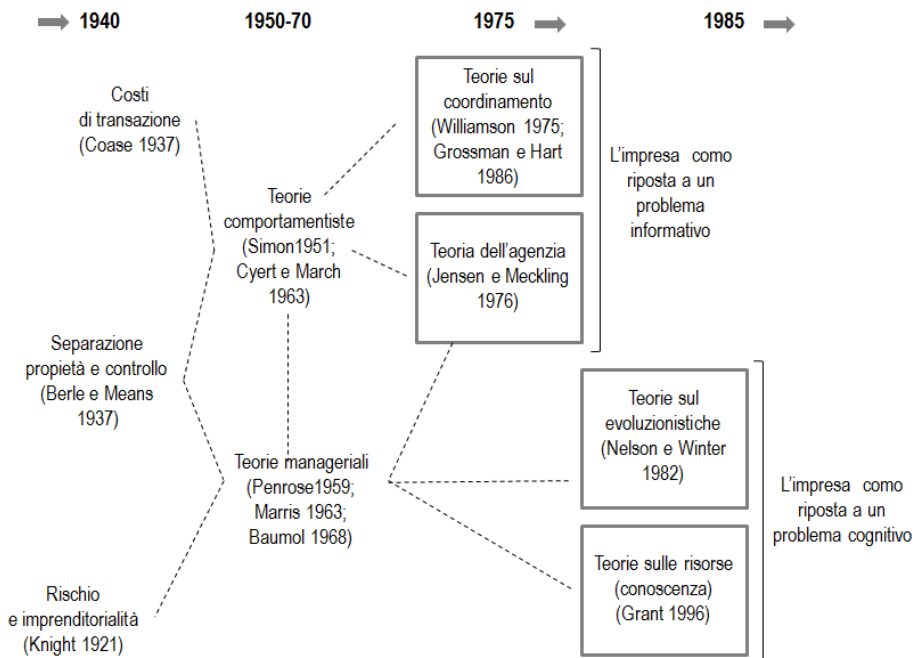 1940
1950-70
1975
1985
Costi
di transazione
(Coase 1937)
Separazione
propietà e controllo
(Berle e Means
1937)
Rischio
e imprenditorialità
(Knight 1921)
Teorie
comportamentiste
(Simon1951;
Cyert e March
1963)
Teorie manageriali
(Penrose1959;
Marris 1963;
Baumol 1968)
Teorie sul
coordinamento
(Williamson 1975;
Grossman e Hart
1986)
Teoria dell'agenzia
(Jensen e Meckling
1976)
L'impresa como
riposta a un
problema
informativo
Teorie sul
evoluzionistiche
(Nelson e Winter
1982)
Teorie sulle risorse
(conoscenza)
(Grant 1996)
L'impresa como
riposta a un
problema cognitivo